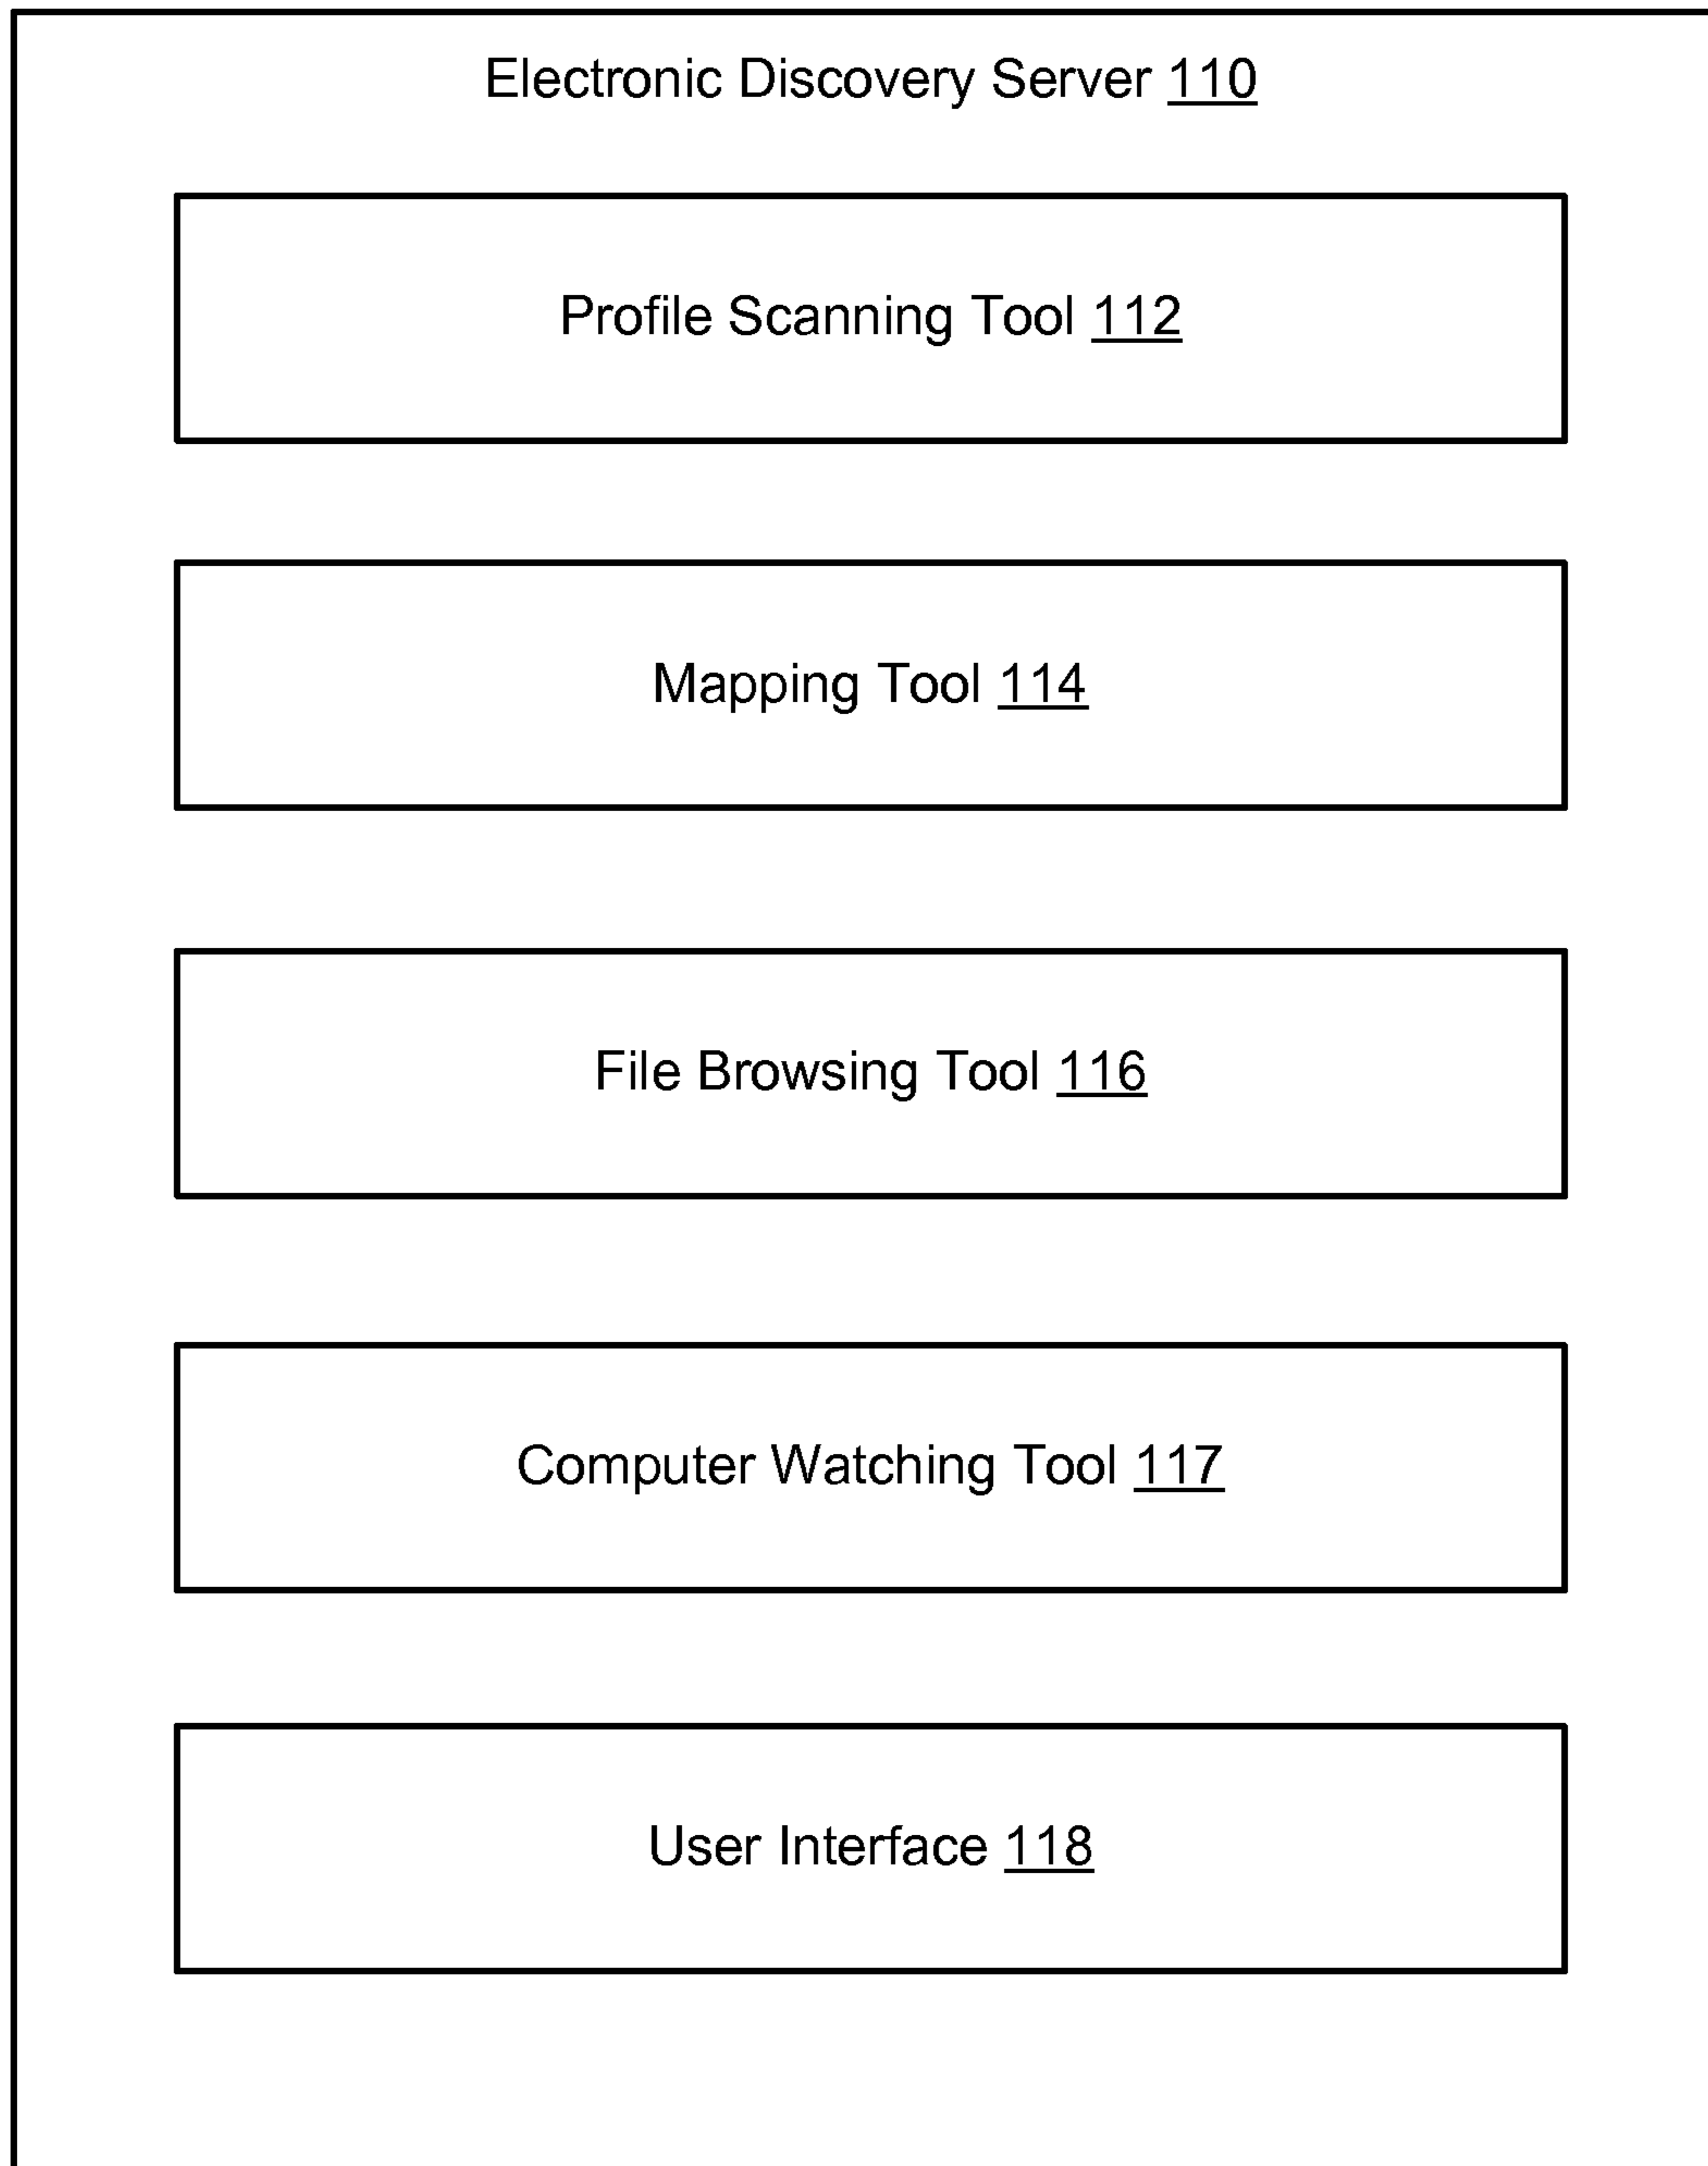 Electronic Discovery Server 110
Profile Scanning Tool 112
Mapping Tool 114
File Browsing Tool 116
Computer Watching Tool 117
User Interface 118